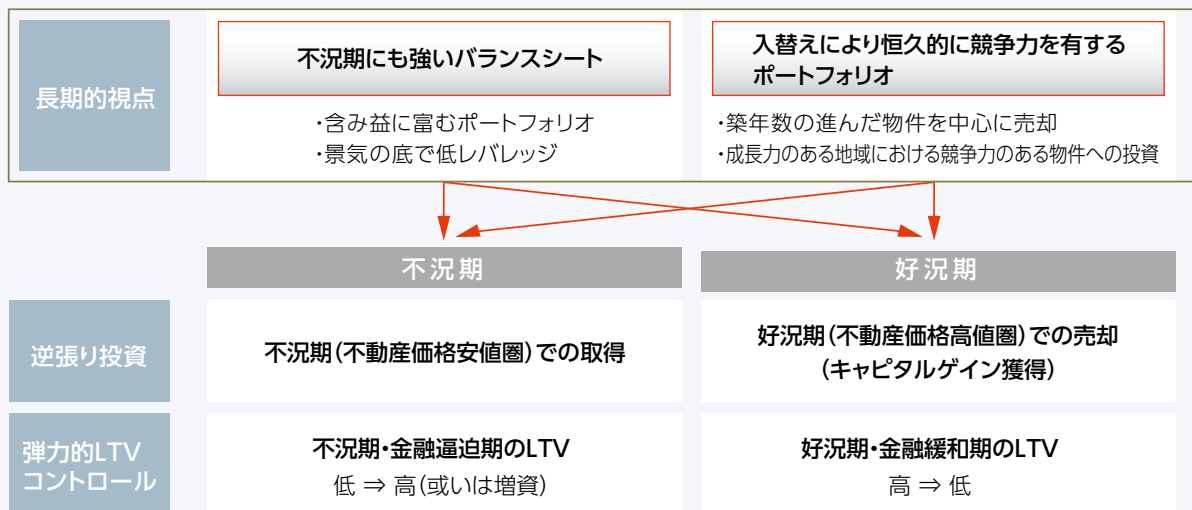 長期的視点
不況期にも強いバランスシート
・含み益に富むポートフォリオ
・景気の底で低レバレッジ
入替えにより恒久的に競争力を有する
ポートフォリオ
・築年数の進んだ物件を中心に売却
・成長力のある地域における競争力のある物件への投資
不況期
好況期
逆張り投資
不況期(不動産価格安値圏)での取得
好況期(不動産価格高値圏)での売却
(キャピタルゲイン獲得)
弾力的LTV
コントロール
不況期・金融逼迫期のLTV
低 ⇒ 高(或いは増資)
好況期・金融緩和期のLTV
高 ⇒ 低